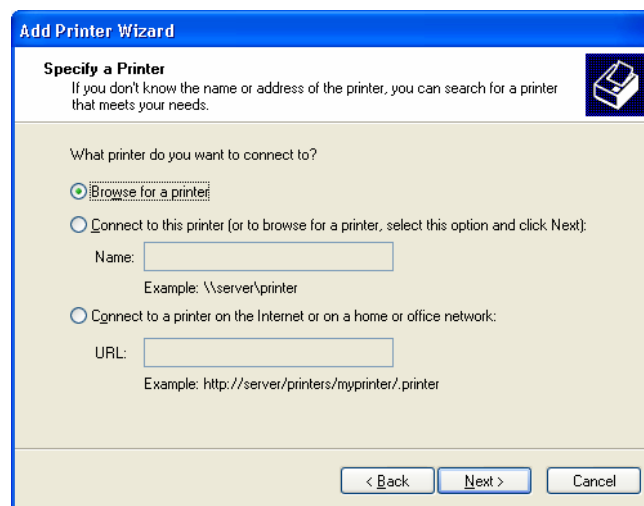 Add Printer Wizard
Specify a Printer
If you don't know the name or address of the printer, you can search for a printer
that meets your needs.
What printer do you want to connect to?
Browse for a printer
Connect to this printer (or to browse for a printer, select this option and click Next):
Name:
Example: \\server\printer
Connect to a printer on the Internet or on a home or office network:
URL:
Example: http://server/printers/myprinter/.printer
< Back Next > Cancel